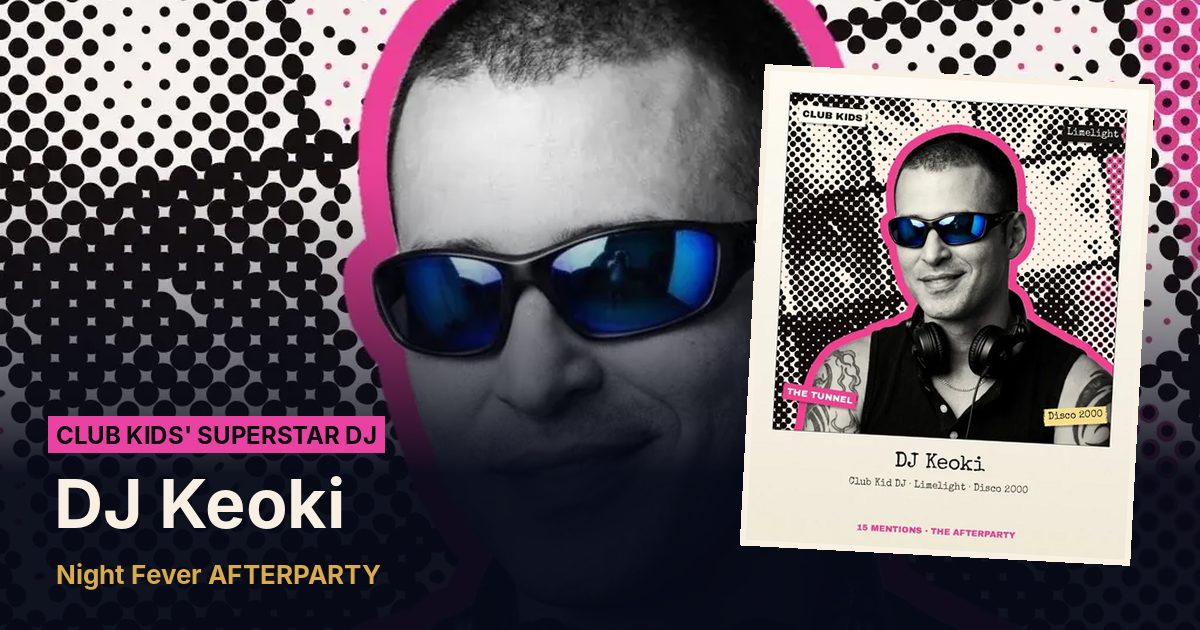 CLUB KIDS' SUPERSTAR DJ
DJ Keoki
Night Fever AFTERPARTY
CLUB KIDS
Limelight
THE TUNNEL
Disco 2000
DJ Keoki
Club Kid DJ · Limelight · Disco 2000
15 MENTIONS · THE AFTERPARTY